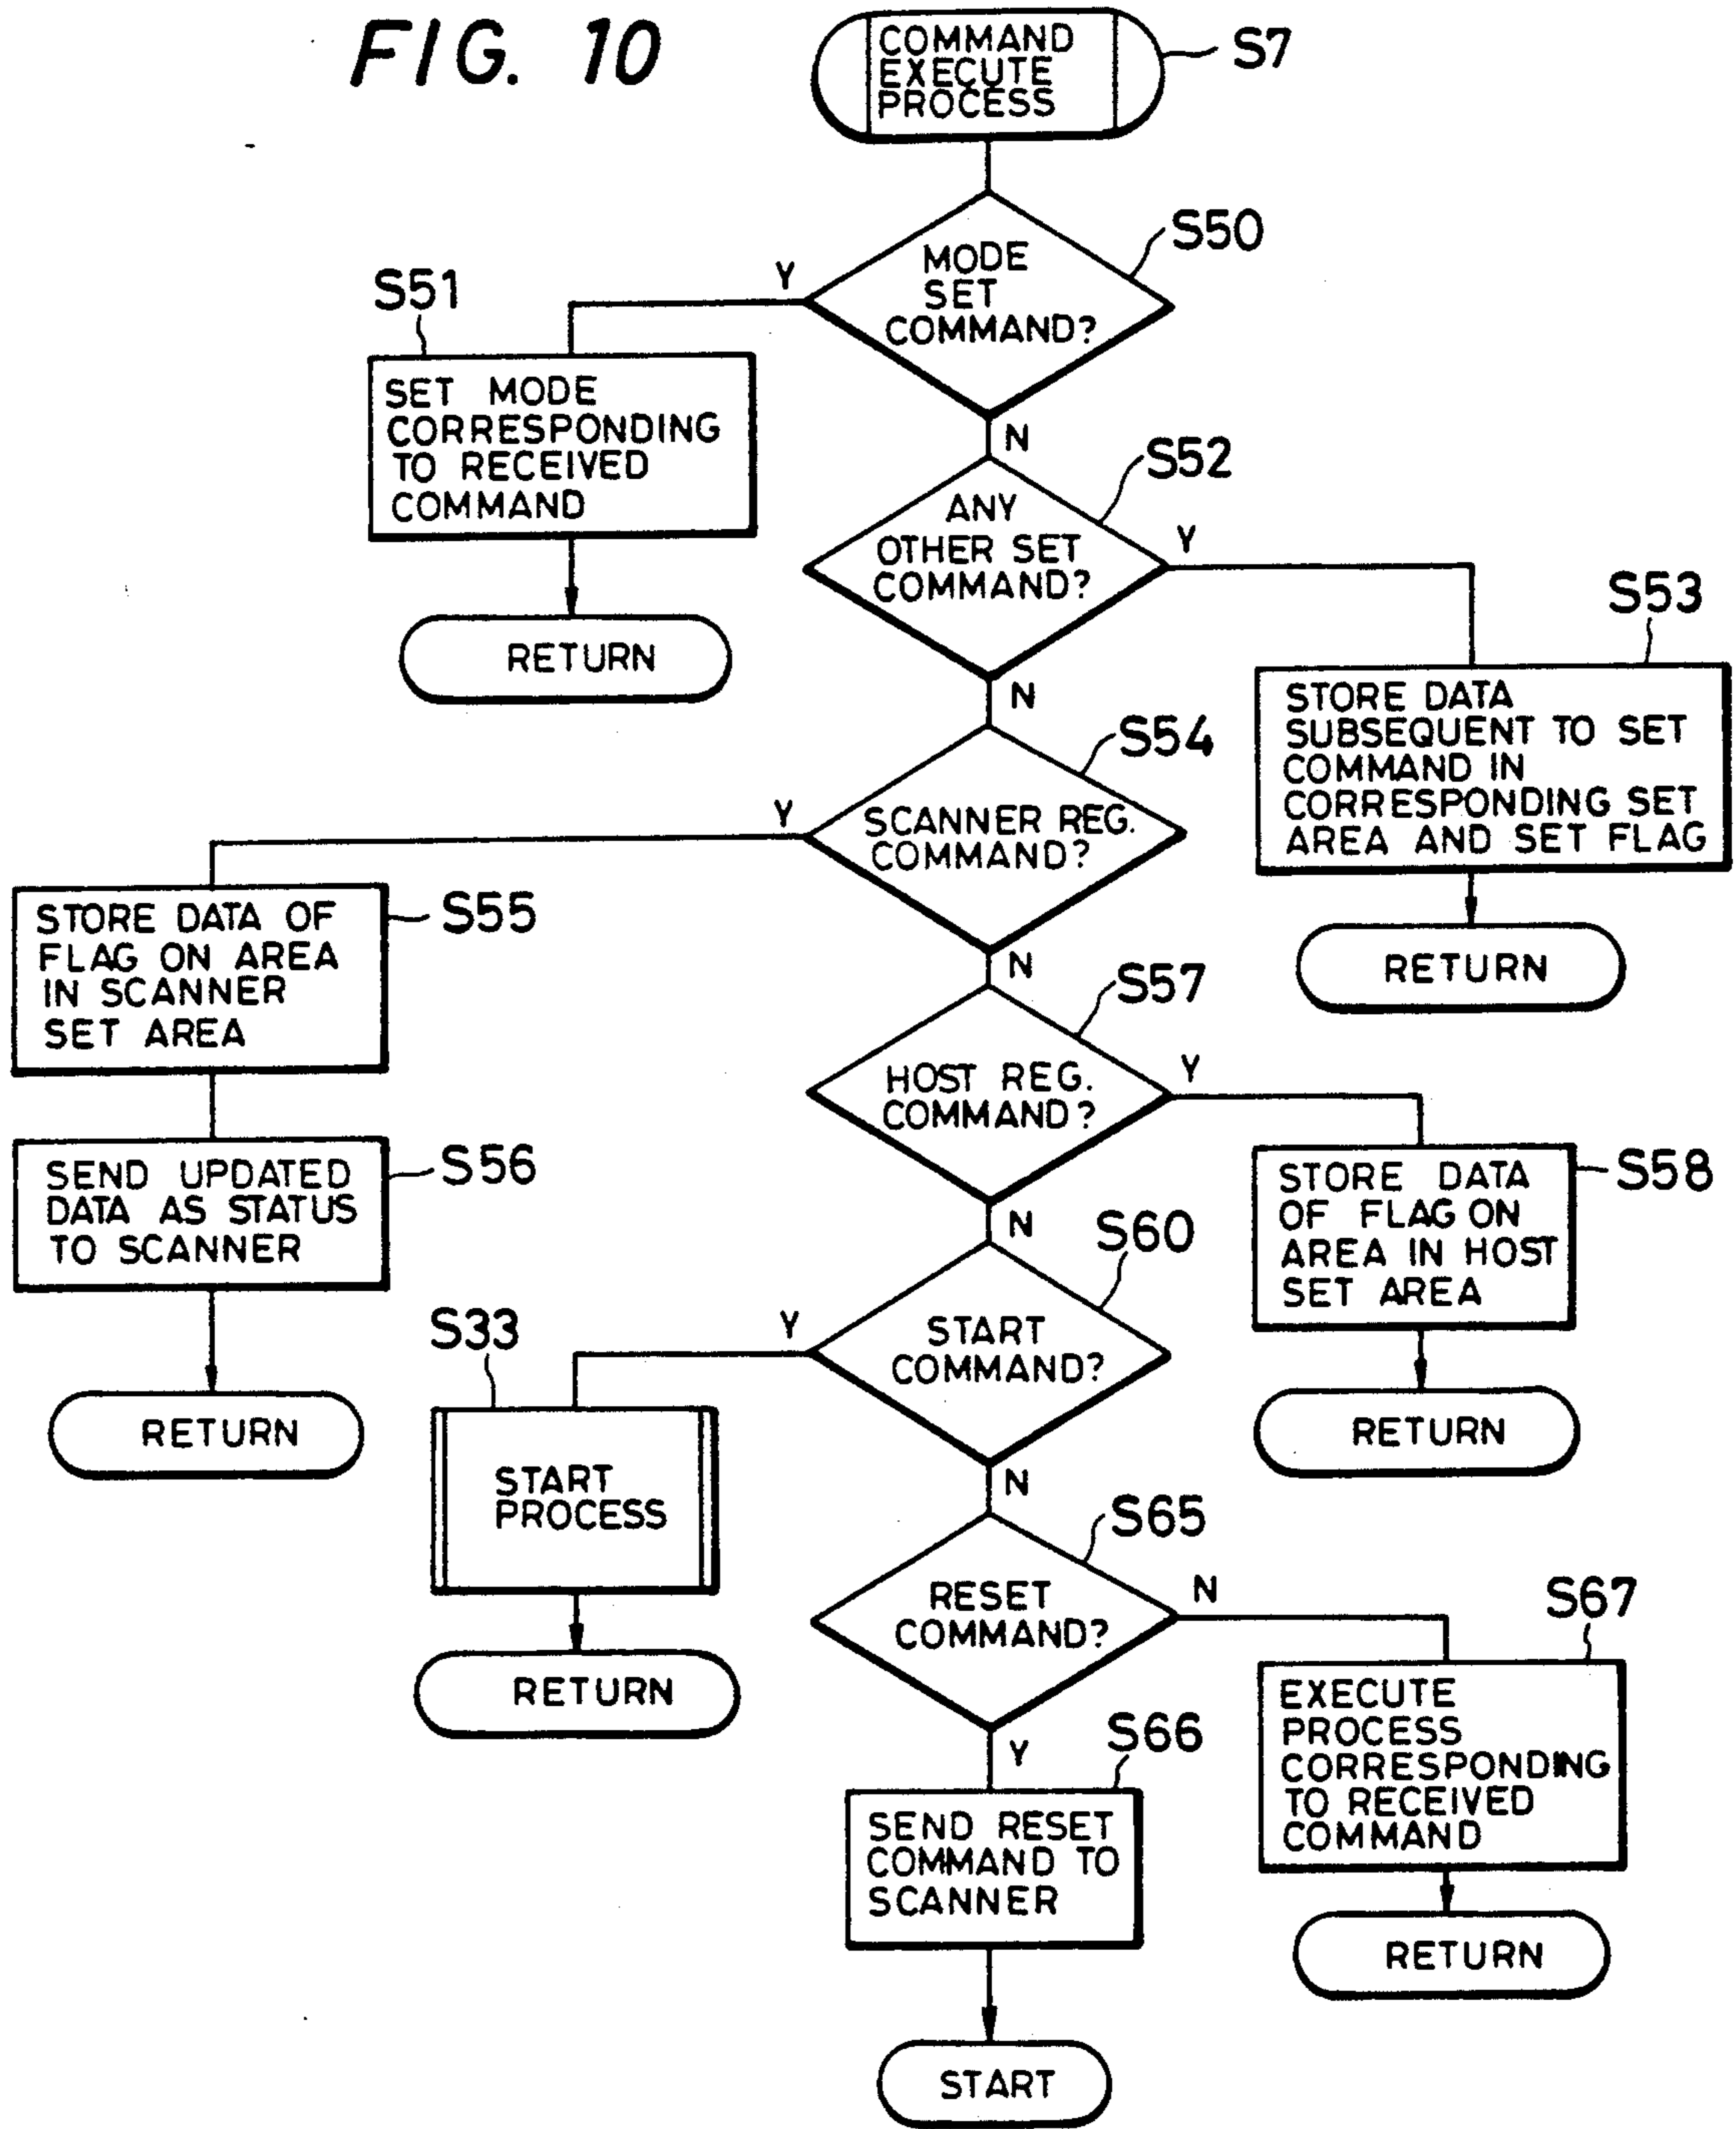 FIG. 10
COMMAND
EXECUTE
PROCESS
S7
S50
MODE
SET
COMMAND?
Y
N
S51
SET MODE
CORRESPONDING
TO RECEIVED
COMMAND
RETURN
S52
ANY
OTHER SET
COMMAND?
Y
N
S53
STORE DATA
SUBSEQUENT TO SET
COMMAND IN
CORRESPONDING SET
AREA AND SET FLAG
RETURN
S54
SCANNER REG.
COMMAND?
Y
N
S55
STORE DATA OF
FLAG ON AREA
IN SCANNER
SET AREA
S56
SEND UPDATED
DATA AS STATUS
TO SCANNER
RETURN
S57
HOST REG.
COMMAND?
Y
N
S58
STORE DATA
OF FLAG ON
AREA IN HOST
SET AREA
RETURN
S60
START
COMMAND?
Y
N
S33
START
PROCESS
RETURN
S65
RESET
COMMAND?
N
Y
S67
EXECUTE
PROCESS
CORRESPONDING
TO RECEIVED
COMMAND
RETURN
S66
SEND RESET
COMMAND TO
SCANNER
START